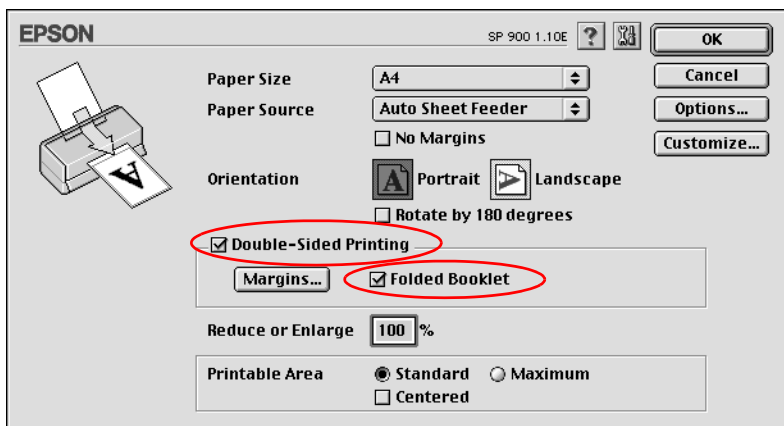 EPSON
SP 900 1.10E
?
OK
Paper Size
A4
Cancel
Paper Source
Auto Sheet Feeder
Options...
No Margins
Customize...
Orientation
A
Portrait
A
Landscape
Rotate by 180 degrees
Double-Sided Printing
Margins...
Folded Booklet
Reduce or Enlarge
100 %
Printable Area
Standard
Maximum
Centered
A